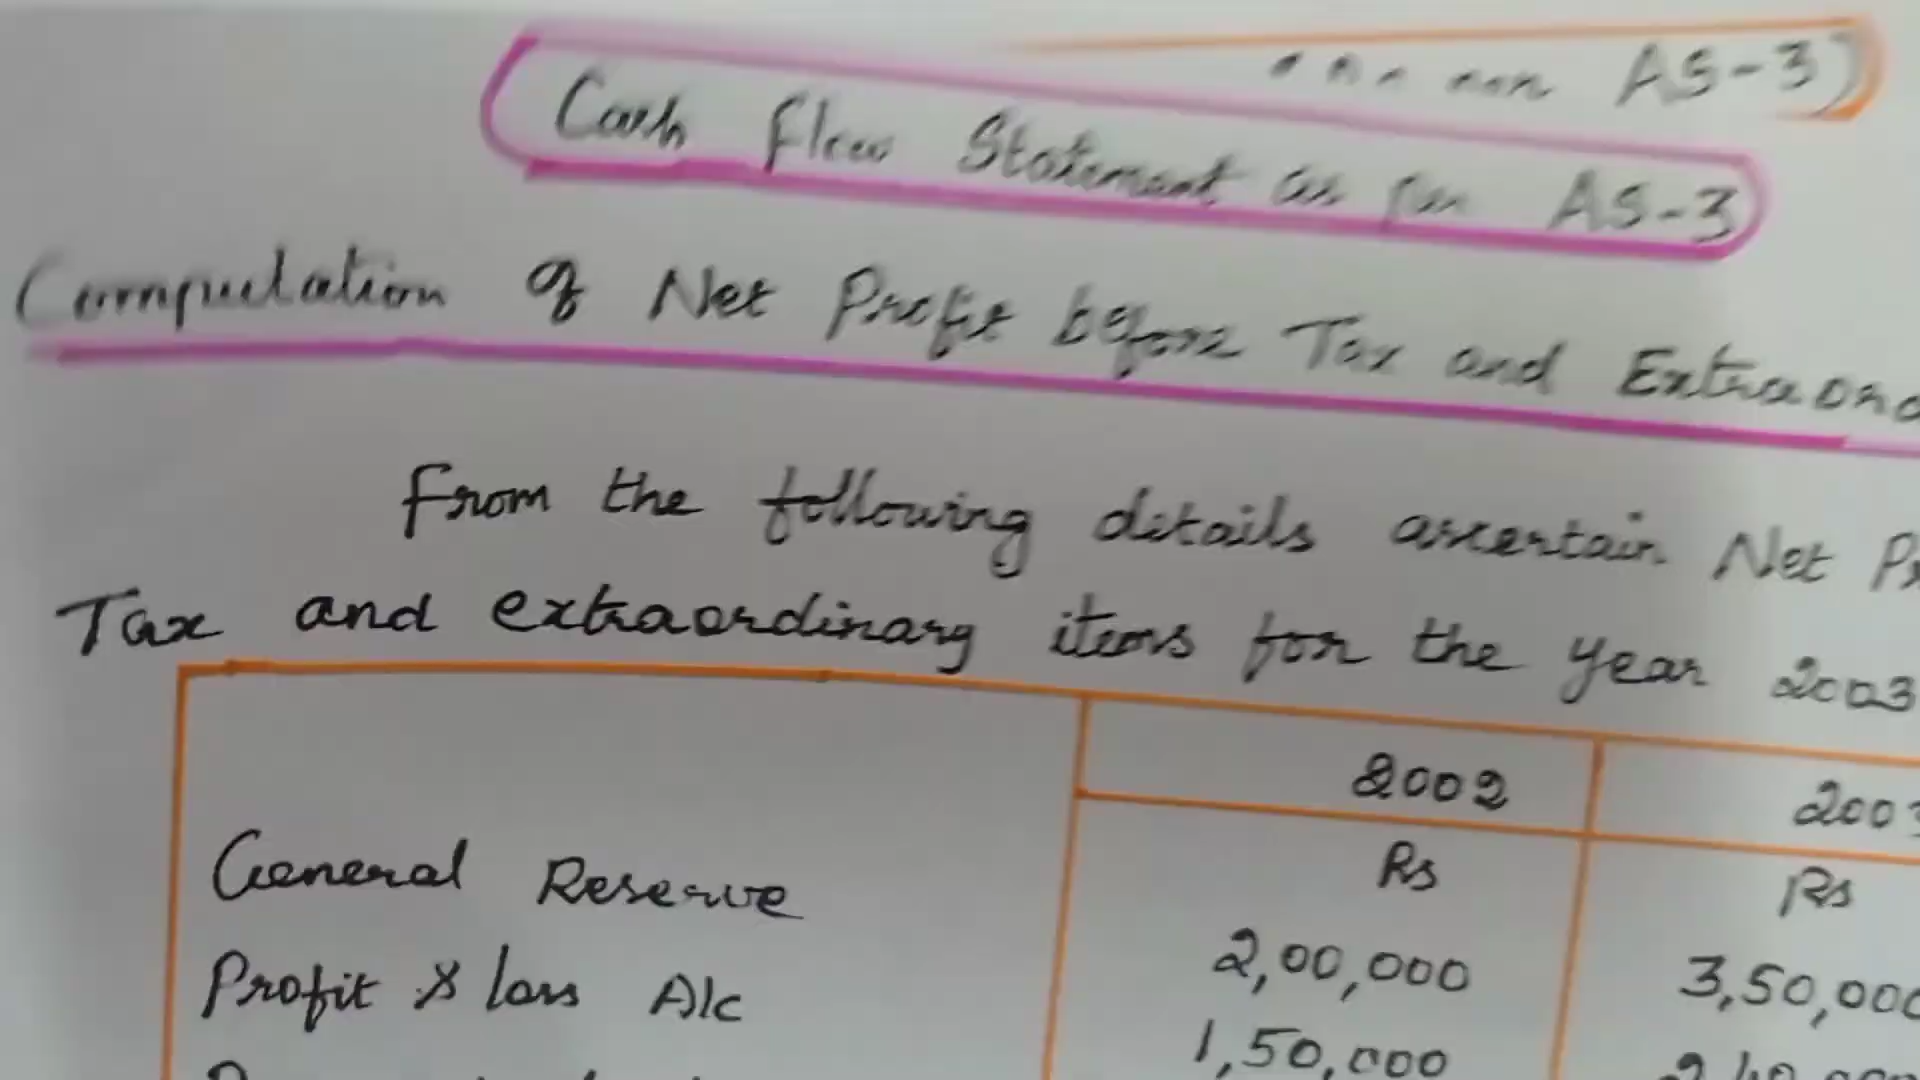 AS-3)
Cash Flow Statement as per AS-3
Computation of Net Profit before Tax and Extraord
From the following details ascertain Net Pr
Tax and extraordinary items for the year 2003
2002 200
Rs Rs
General Reserve 2,00,000 3,50,000
Profit & loss A/c 1,50,000